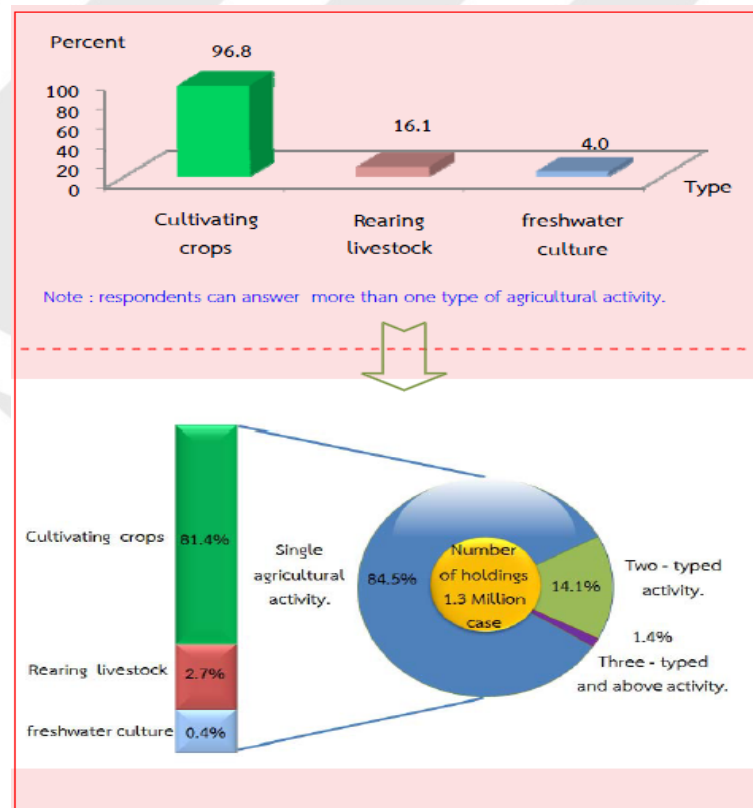 Percent
96.8
16.1
4.0
100
80
60
40
20
0
Type
Cultivating
crops
Rearing
livestock
freshwater
culture
Note : respondents can answer more than one type of agricultural activity.
Cultivating crops
81.4%
Rearing livestock
2.7%
freshwater culture
0.4%
Single
agricultural
activity.
84.5%
Number
of holdings
1.3 Million
case
14.1%
Two - typed
activity.
1.4%
Three - typed
and above activity.